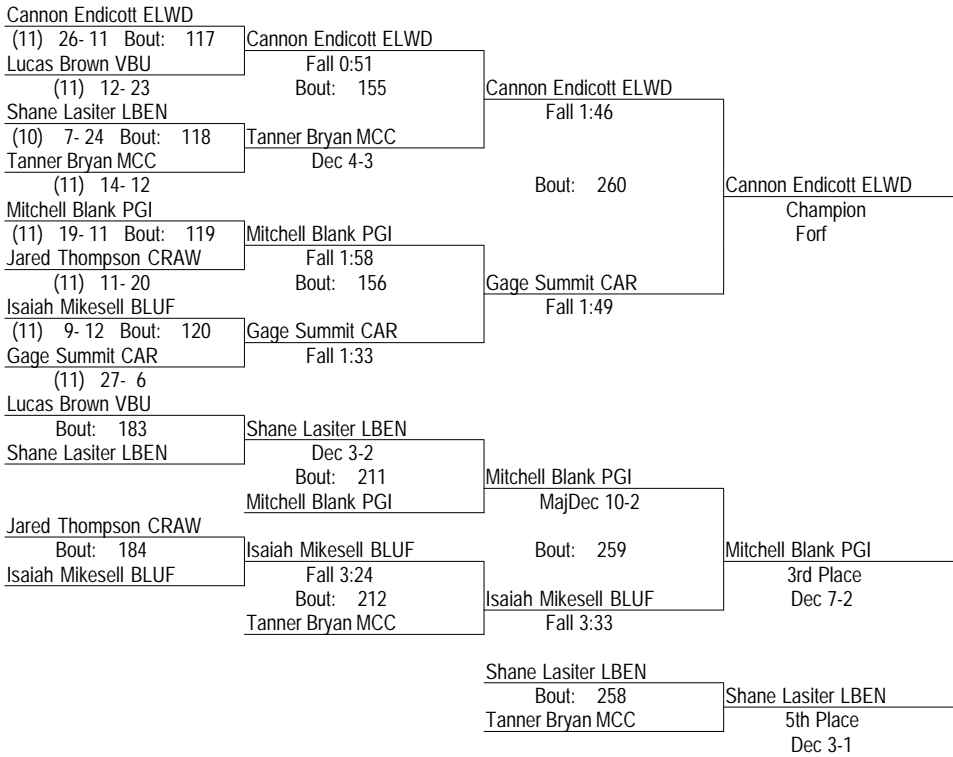 Cannon Endicott ELWD
(11) 26- 11 Bout: 117 Cannon Endicott ELWD
Lucas Brown VBU Fall 0:51
(11) 12- 23 Bout: 155 Cannon Endicott ELWD
Shane Lasiter LBEN Fall 1:46
(10) 7- 24 Bout: 118 Tanner Bryan MCC
Tanner Bryan MCC Dec 4-3
(11) 14- 12 Bout: 260 Cannon Endicott ELWD
Mitchell Blank PGI Champion
(11) 19- 11 Bout: 119 Mitchell Blank PGI Forf
Jared Thompson CRAW Fall 1:58
(11) 11- 20 Bout: 156 Gage Summit CAR
Isaiah Mikesell BLUF Fall 1:49
(11) 9- 12 Bout: 120 Gage Summit CAR
Gage Summit CAR Fall 1:33
(11) 27- 6
Lucas Brown VBU
Bout: 183 Shane Lasiter LBEN
Shane Lasiter LBEN Dec 3-2
Bout: 211 Mitchell Blank PGI
Mitchell Blank PGI MajDec 10-2
Jared Thompson CRAW
Bout: 184 Isaiah Mikesell BLUF Bout: 259 Mitchell Blank PGI
Isaiah Mikesell BLUF Fall 3:24 3rd Place
Bout: 212 Isaiah Mikesell BLUF Dec 7-2
Tanner Bryan MCC Fall 3:33
Shane Lasiter LBEN
Bout: 258 Shane Lasiter LBEN
Tanner Bryan MCC 5th Place
Dec 3-1